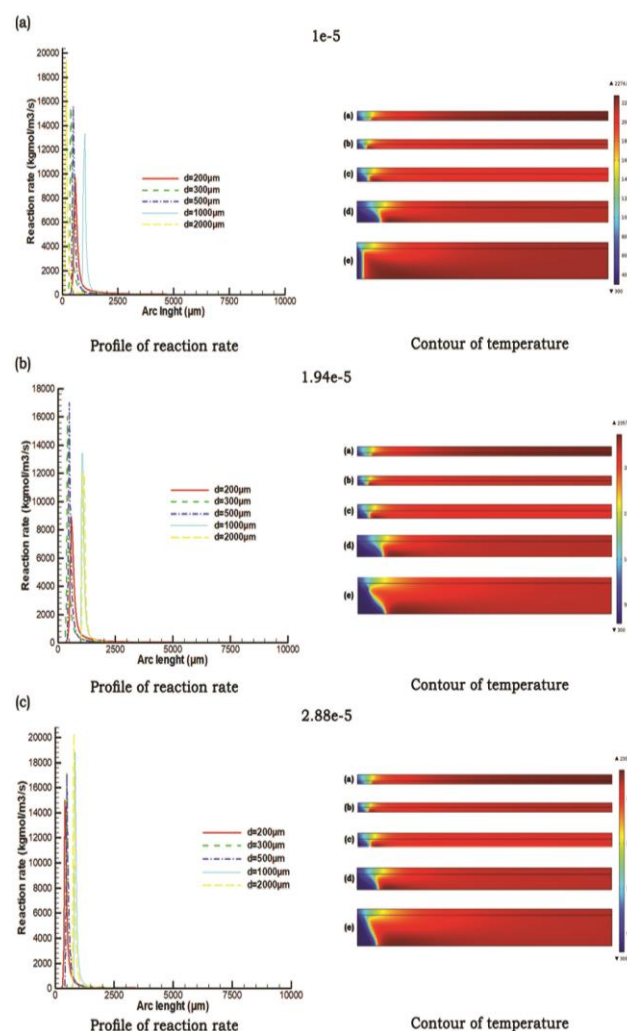 (a)
1e-5
20000
18000
16000
14000
12000
10000
8000
6000
4000
2000
0
Reaction rate (kgmol/m3/s)
d=200µm
d=300µm
d=500µm
d=1000µm
d=2000µm
0 2500 5000 7500 10000
Arc lenght (µm)
(a)
(b)
(c)
(d)
(e)
▼ 300
Profile of reaction rate
Contour of temperature
(b)
1.94e-5
18000
16000
14000
12000
10000
8000
6000
4000
2000
0
Reaction rate (kgmol/m3/s)
d=200µm
d=300µm
d=500µm
d=1000µm
d=2000µm
0 2500 5000 7500 10000
Arc lenght (µm)
(a)
(b)
(c)
(d)
(e)
▼ 300
Profile of reaction rate
Contour of temperature
(c)
2.88e-5
20000
18000
16000
14000
12000
10000
8000
6000
4000
2000
0
Reaction rate (kgmol/m3/s)
d=200µm
d=300µm
d=500µm
d=1000µm
d=2000µm
0 2500 5000 7500 10000
Arc lenght (µm)
(a)
(b)
(c)
(d)
(e)
Profile of reaction rate
Contour of temperature